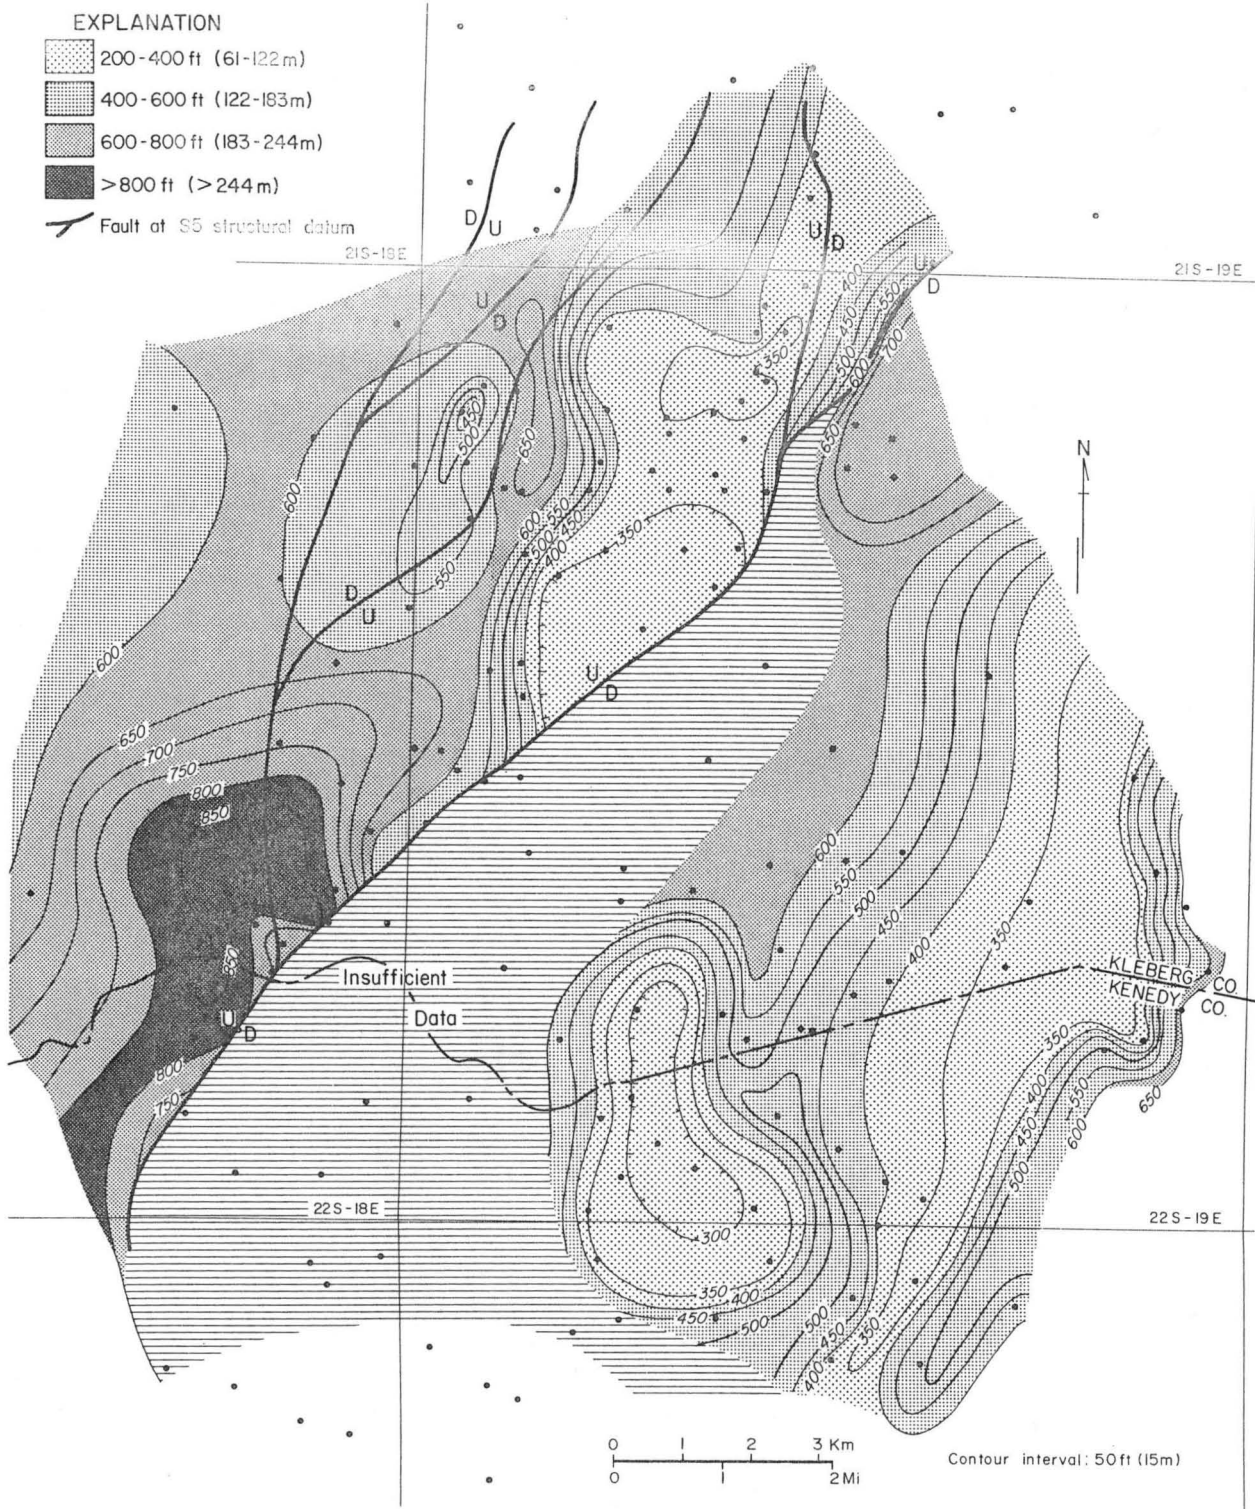 EXPLANATION
200-400 ft (61-122m)
400-600 ft (122-183m)
600-800 ft (183-244m)
>800 ft (>244m)
Fault at S5 structural datum
21S-18E
21S-19E
D
U
U
D
U
D
U
D
400
450
500
550
600
700
650
350
450
500
650
600
550
600
550
500
450
400
350
N
D
U
600
U
D
650
700
750
800
850
600
550
500
450
400
350
850
Insufficient
Data
KLEBERG CO.
KENEDY CO.
U
D
800
750
350
400
450
500
550
600
650
22S-18E
22S-19E
300
350
400
450
500
500
450
400
350
0 1 2 3 Km
0 1 2 Mi
Contour interval: 50 ft (15m)